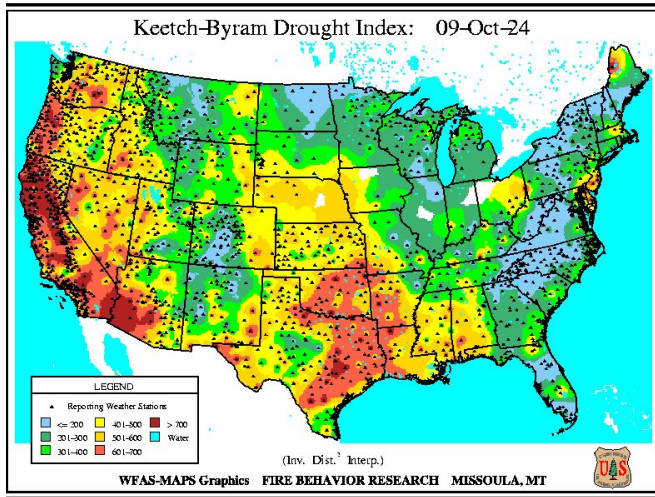 Keetch-Byram Drought Index: 09-Oct-24
LEGEND
Reporting Weather Stations
<= 200 401-500 > 700
201-300 501-600 Water
301-400 601-700
(Inv. Dist.² Interp.)
WFAS-MAPS Graphics FIRE BEHAVIOR RESEARCH MISSOULA, MT
U S